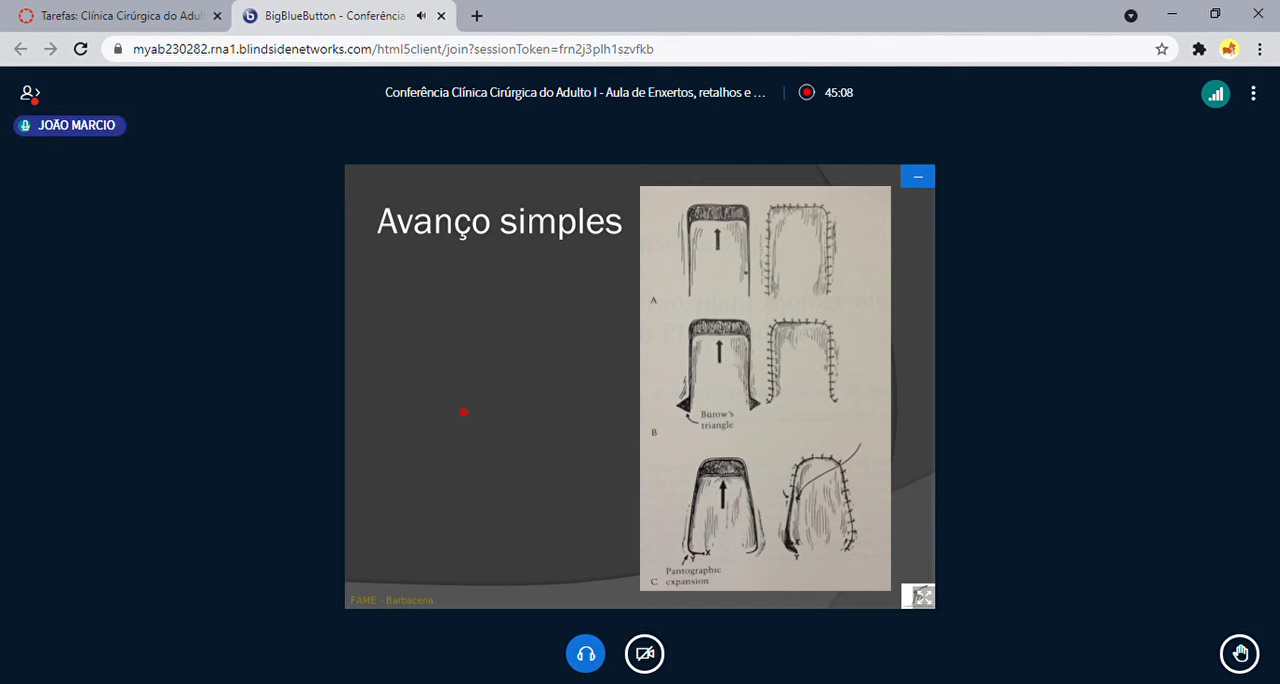 Tarefas: Clínica Cirúrgica do Adul
BigBlueButton - Conferência
myab230282.rna1.blindsidenetworks.com/html5client/join?sessionToken=frn2j3plh1szvfkb
Conferência Clínica Cirúrgica do Adulto I - Aula de Enxertos, retalhos e ...
45:08
JOÃO MARCIO
Avanço simples
A
Bürow's
triangle
B
X
Y
X
Y
Pantographic
C expansion
FAME - Barbacena